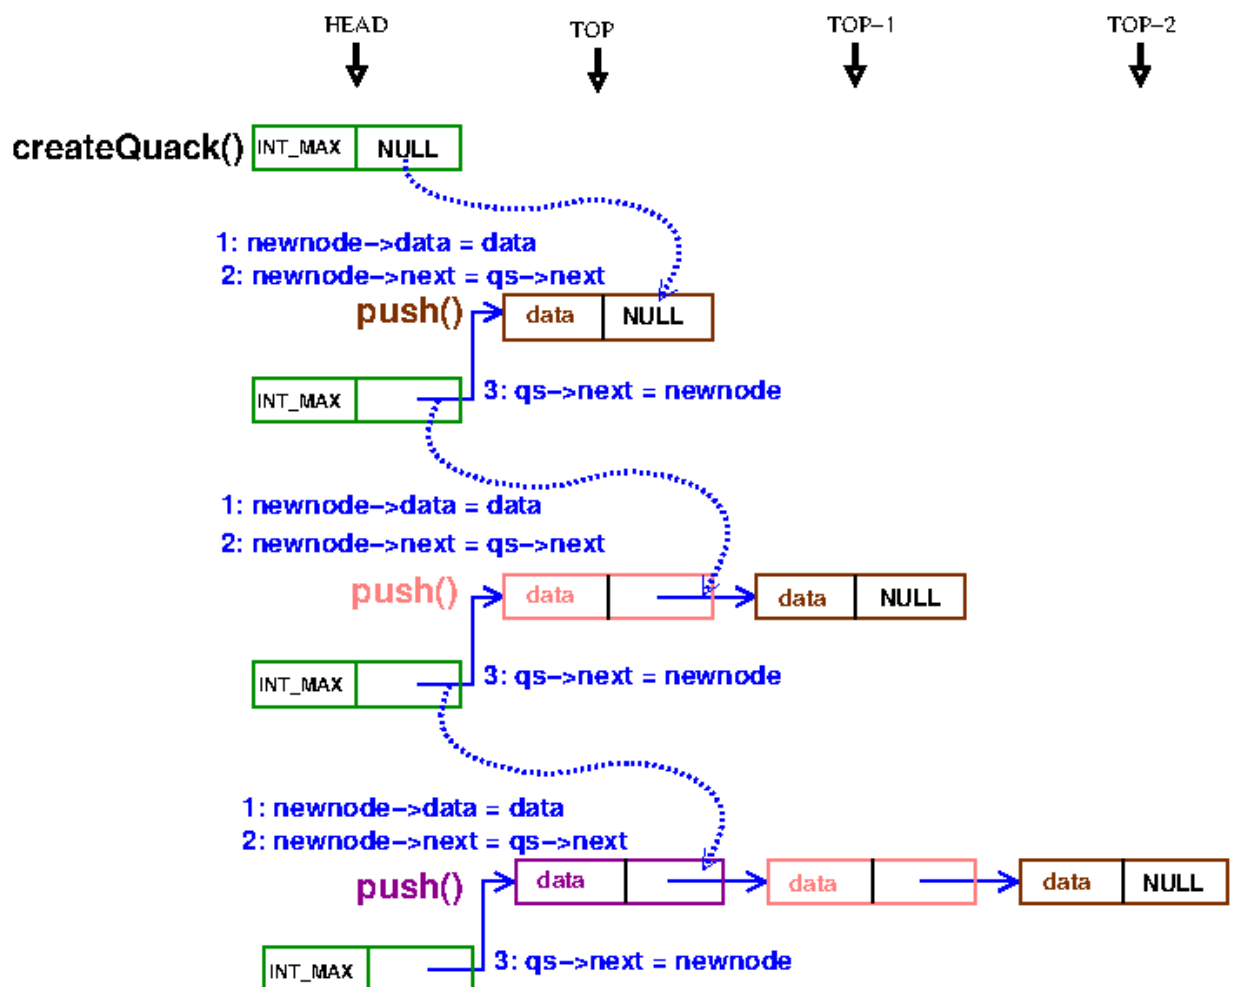 HEAD TOP TOP-1 TOP-2
createQuack() INT_MAX NULL
1: newnode->data = data
2: newnode->next = qs->next
push() data NULL
3: qs->next = newnode
INT_MAX
1: newnode->data = data
2: newnode->next = qs->next
push() data data NULL
3: qs->next = newnode
INT_MAX
1: newnode->data = data
2: newnode->next = qs->next
push() data data data NULL
3: qs->next = newnode
INT_MAX